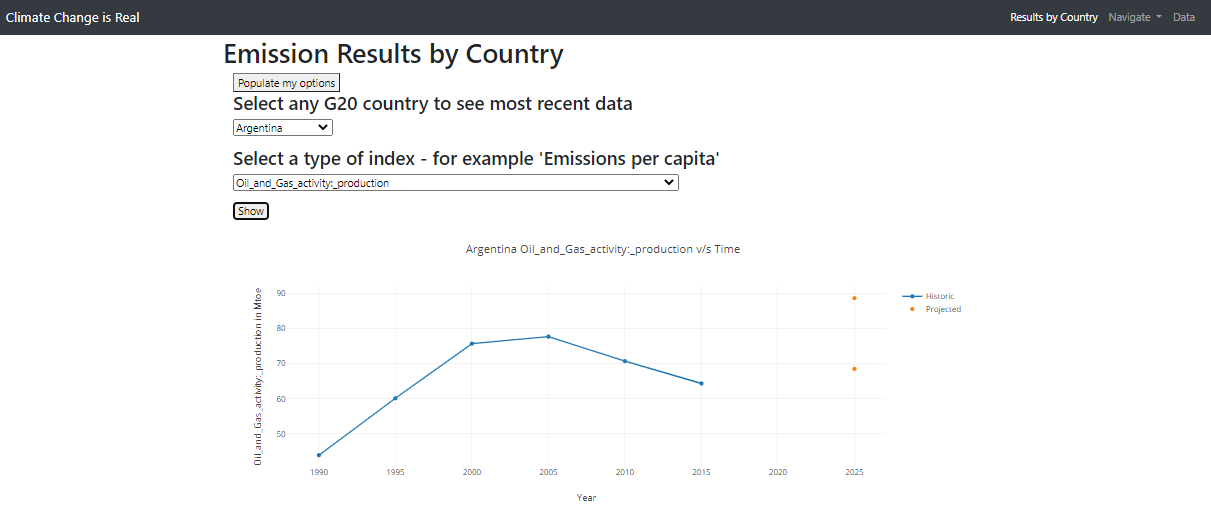 Climate Change is Real
Results by Country Navigate Data
Emission Results by Country
Populate my options
Select any G20 country to see most recent data
Argentina
Select a type of index - for example 'Emissions per capita'
Oil_and_Gas_activity:_production
Show
Argentina Oil_and_Gas_activity:_production v/s Time
Oil_and_Gas_activity:_production in Mtoe
90
80
70
60
50
1990 1995 2000 2005 2010 2015 2020 2025
Year
Historic
Projected